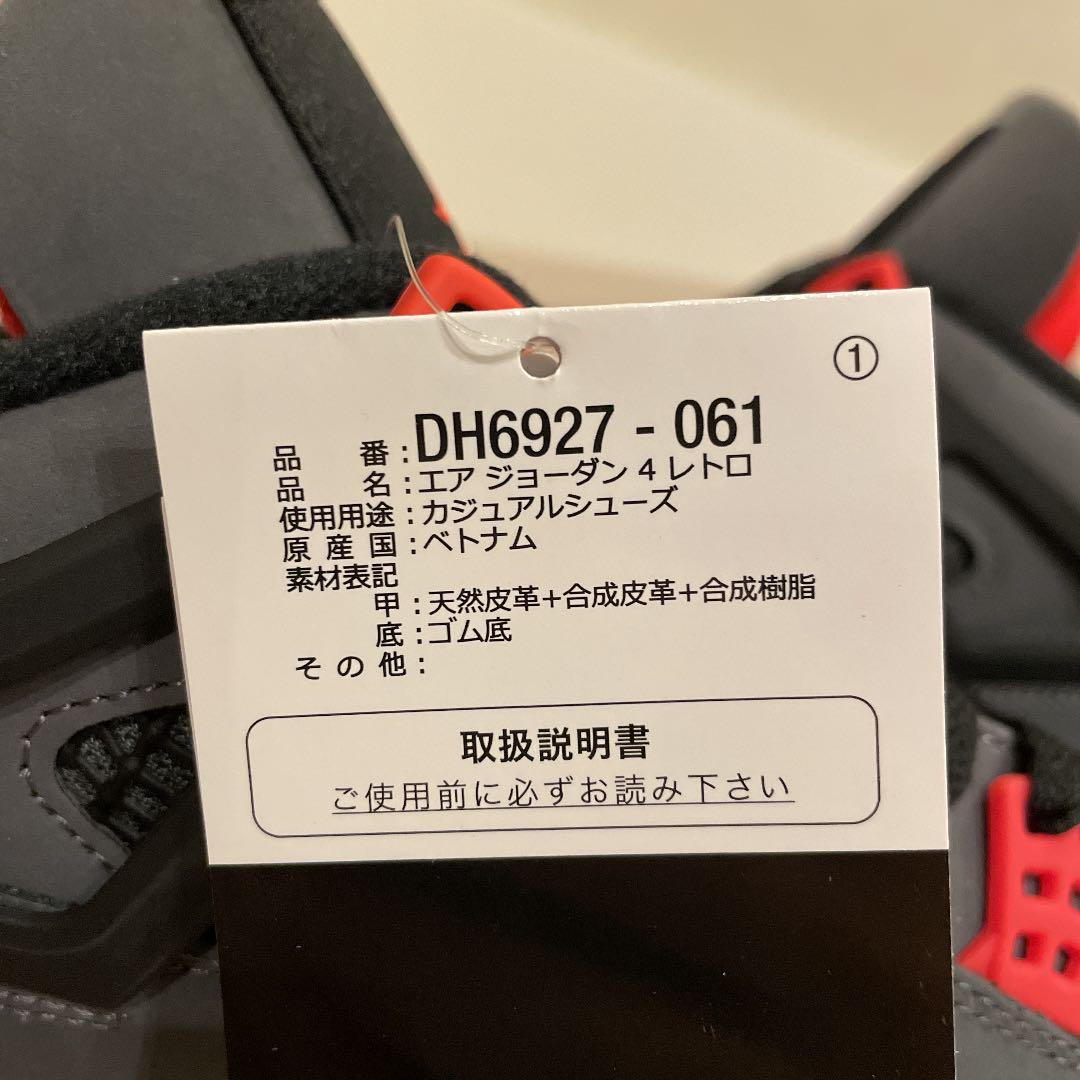 ①
品番:DH6927 - 061
品名:エア ジョーダン 4 レトロ
使用用途:カジュアルシューズ
原産国:ベトナム
素材表記
甲:天然皮革+合成皮革+合成樹脂
底:ゴム底
その他:
取扱説明書
ご使用前に必ずお読み下さい